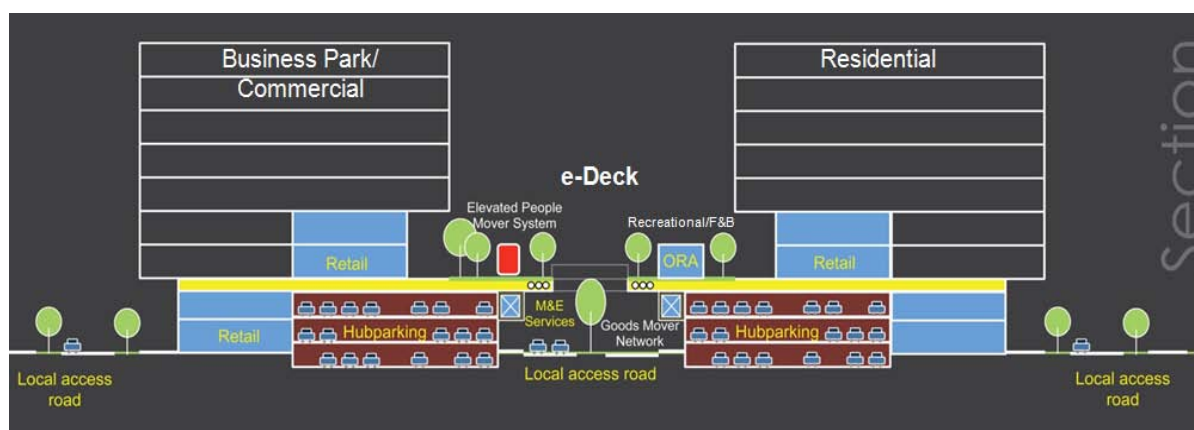 Business Park/
Commercial
Residential
Section
e-Deck
Elevated People
Mover System
Recreational/F&B
Retail
ORA
Retail
M&E
Services
Retail
Hubparking
Goods Mover
Network
Hubparking
Local access
road
Local access road
Local access
road